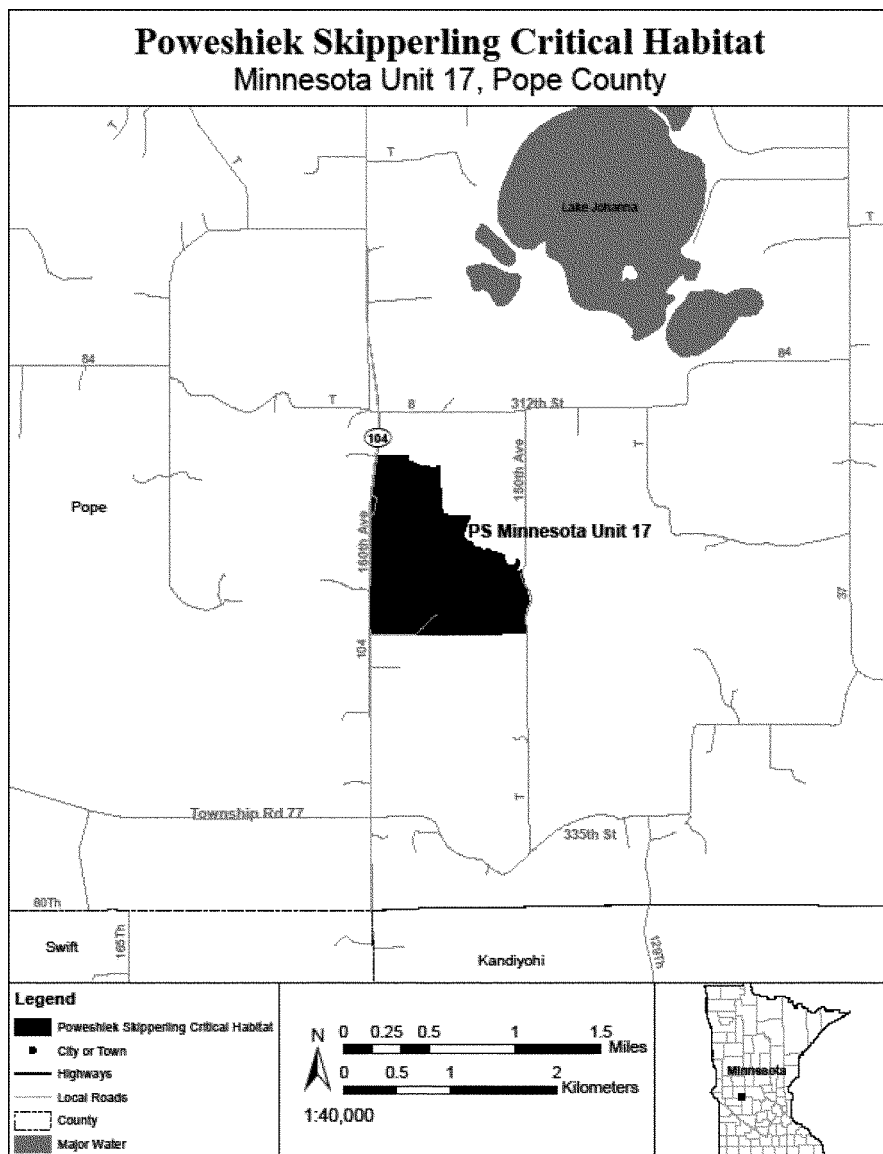 Poweshiek Skipperling Critical Habitat
Minnesota Unit 17, Pope County
T
T
T
Lake Johanna
T
84
84
T
8
312th St
104
T
150th Ave
Pope
PS Minnesota Unit 17
160th Ave
37
104
T
Township Rd 77
335th St
80Th
Swift
165Th
Kandiyohi
129Th
Legend
Poweshiek Skipperling Critical Habitat
City or Town
Highways
Local Roads
County
Major Water
N
0 0.25 0.5 1 1.5
Miles
0 0.5 1 2
Kilometers
1:40,000
Minnesota